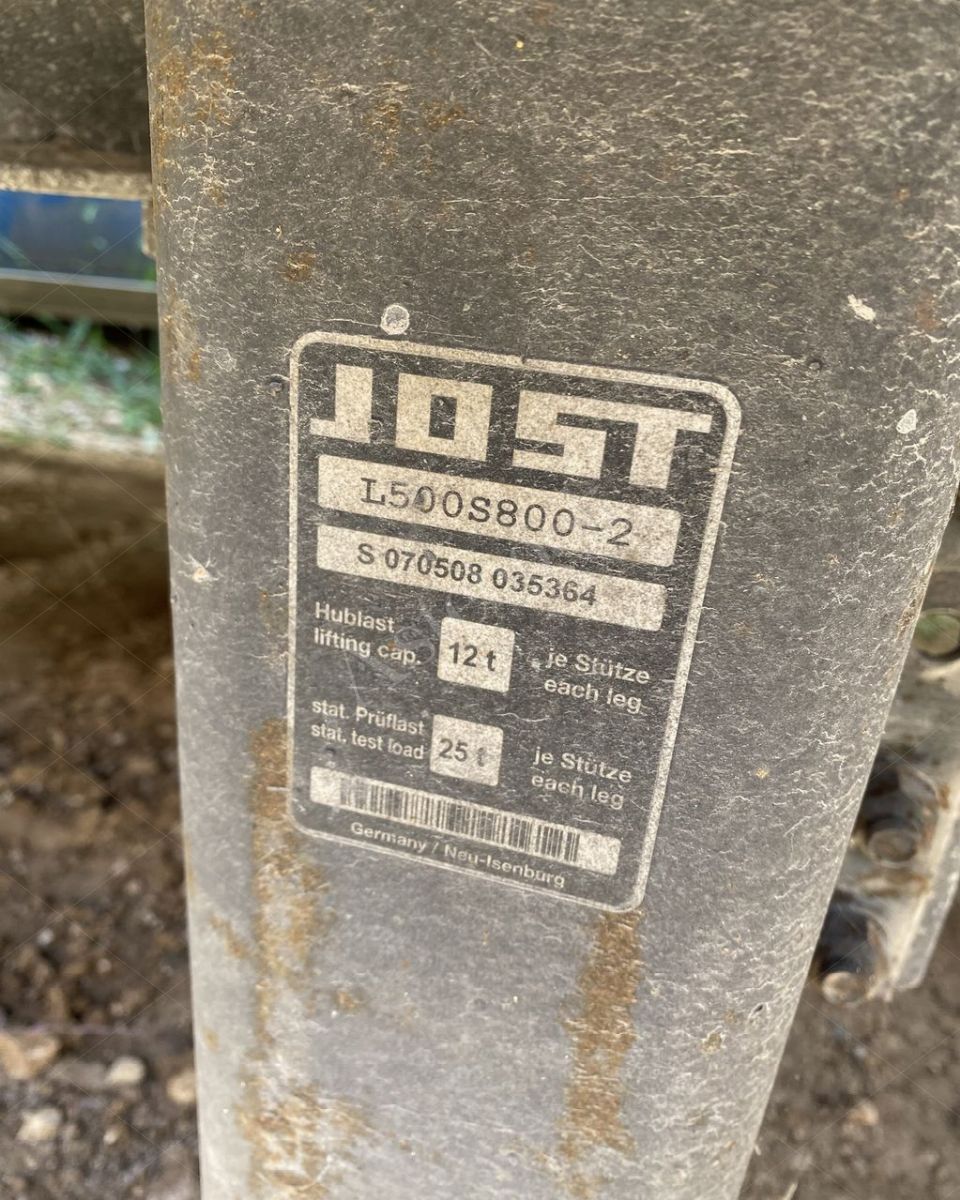 JOST
L500S800-2
S 070508 035364
Hublast
lifting cap.
12 t
je Stütze
each leg
stat. Prüflast
stat. test load
25 t
je Stütze
each leg
Germany / Neu-Isenburg